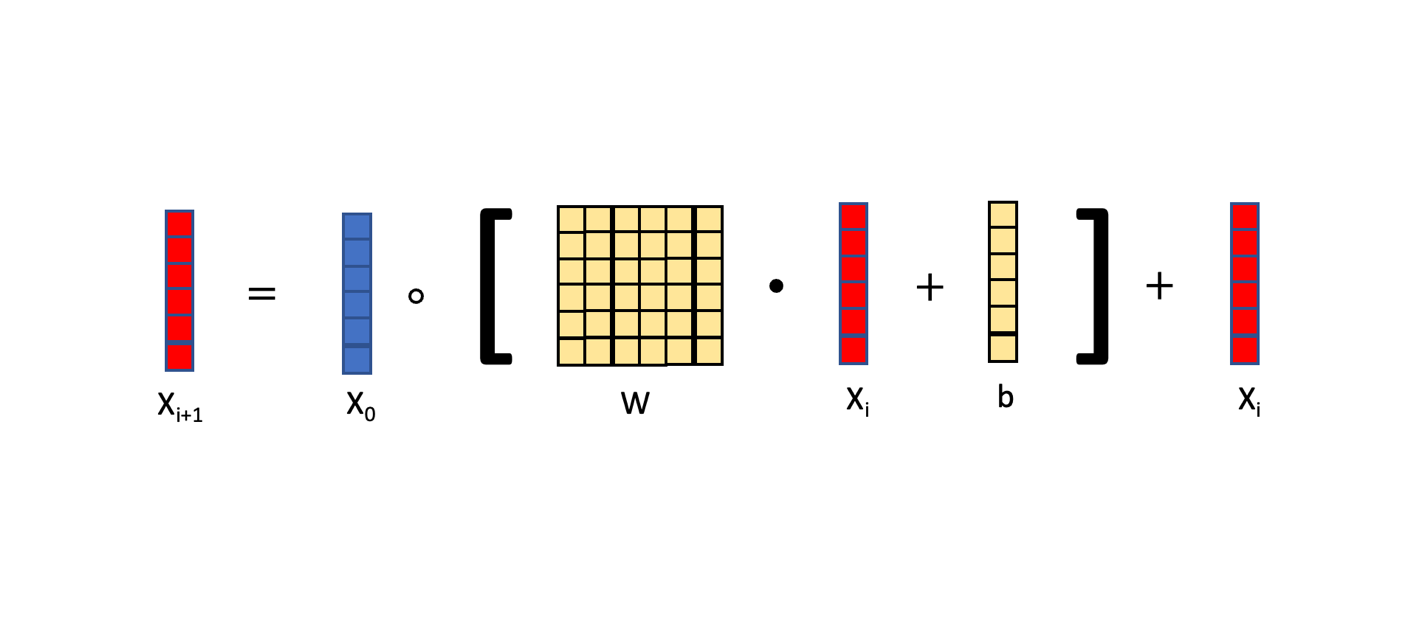 = ∘ [ • + ] +
X_{i+1} X_0 W X_i b X_i